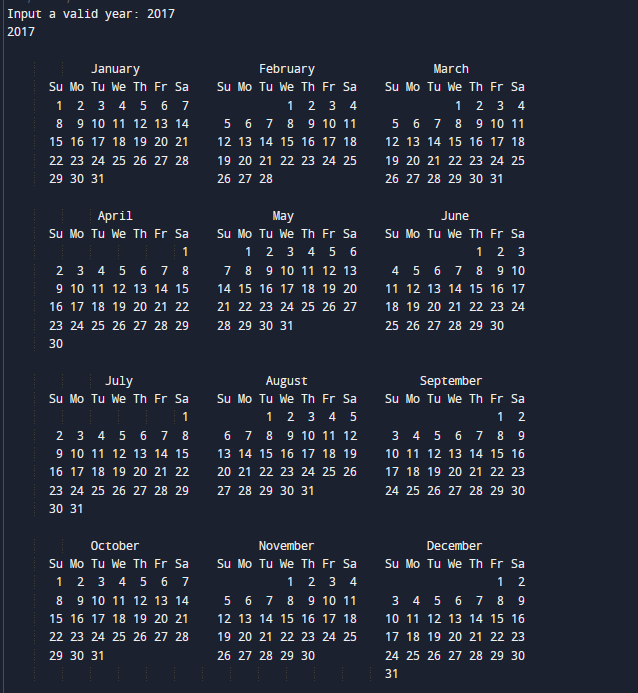 Input a valid year: 2017
2017
January February March
Su Mo Tu We Th Fr Sa Su Mo Tu We Th Fr Sa Su Mo Tu We Th Fr Sa
1 2 3 4 5 6 7 1 2 3 4 1 2 3 4
8 9 10 11 12 13 14 5 6 7 8 9 10 11 5 6 7 8 9 10 11
15 16 17 18 19 20 21 12 13 14 15 16 17 18 12 13 14 15 16 17 18
22 23 24 25 26 27 28 19 20 21 22 23 24 25 19 20 21 22 23 24 25
29 30 31 26 27 28 26 27 28 29 30 31
April May June
Su Mo Tu We Th Fr Sa Su Mo Tu We Th Fr Sa Su Mo Tu We Th Fr Sa
1 1 2 3 4 5 6 1 2 3
2 3 4 5 6 7 8 7 8 9 10 11 12 13 4 5 6 7 8 9 10
9 10 11 12 13 14 15 14 15 16 17 18 19 20 11 12 13 14 15 16 17
16 17 18 19 20 21 22 21 22 23 24 25 26 27 18 19 20 21 22 23 24
23 24 25 26 27 28 29 28 29 30 31 25 26 27 28 29 30
30
July August September
Su Mo Tu We Th Fr Sa Su Mo Tu We Th Fr Sa Su Mo Tu We Th Fr Sa
1 1 2 3 4 5 1 2
2 3 4 5 6 7 8 6 7 8 9 10 11 12 3 4 5 6 7 8 9
9 10 11 12 13 14 15 13 14 15 16 17 18 19 10 11 12 13 14 15 16
16 17 18 19 20 21 22 20 21 22 23 24 25 26 17 18 19 20 21 22 23
23 24 25 26 27 28 29 27 28 29 30 31 24 25 26 27 28 29 30
30 31
October November December
Su Mo Tu We Th Fr Sa Su Mo Tu We Th Fr Sa Su Mo Tu We Th Fr Sa
1 2 3 4 5 6 7 1 2 3 4 1 2
8 9 10 11 12 13 14 5 6 7 8 9 10 11 3 4 5 6 7 8 9
15 16 17 18 19 20 21 12 13 14 15 16 17 18 10 11 12 13 14 15 16
22 23 24 25 26 27 28 19 20 21 22 23 24 25 17 18 19 20 21 22 23
29 30 31 26 27 28 29 30 24 25 26 27 28 29 30
31